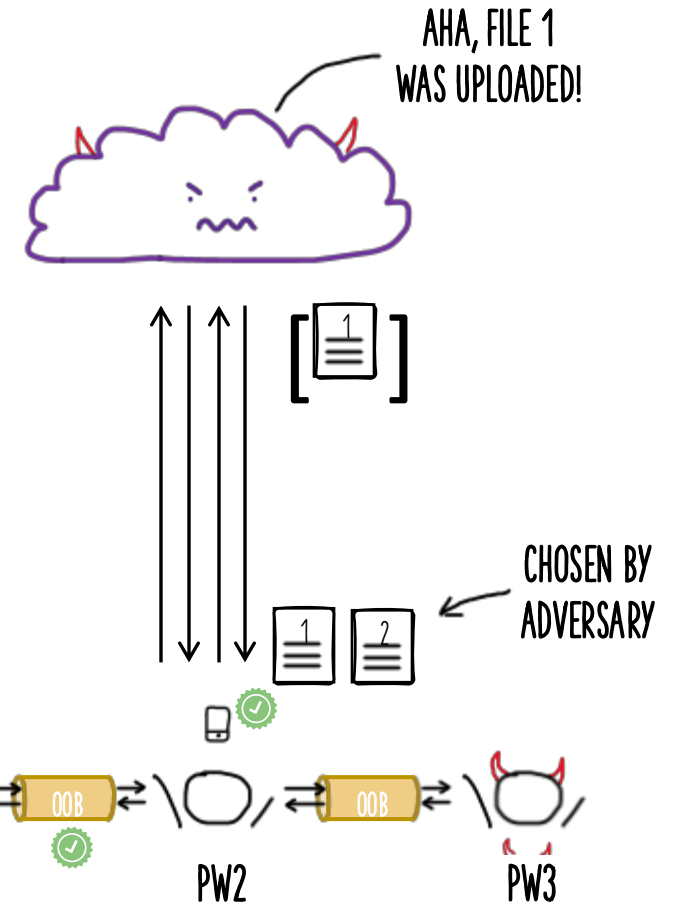 AHA, FILE 1
WAS UPLOADED!
1
CHOSEN BY
ADVERSARY
1
2
OOB
OOB
PW2
PW3